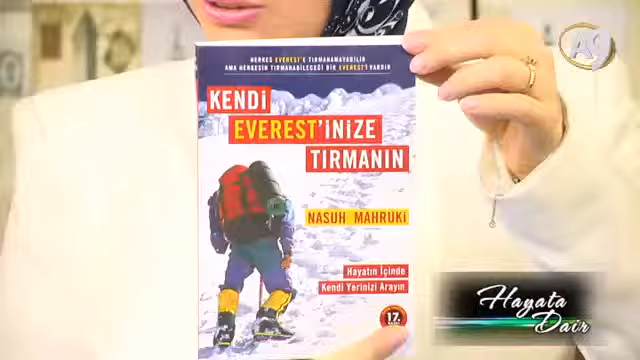 HERKES EVEREST'E TIRMANAMAYABİLİR
AMA HERKESİN TIRMANABİLECEĞİ BİR EVEREST'İ VARDIR
KENDİ
EVEREST'İNİZE
TIRMANIN
NASUH MAHRUKİ
Hayatın İçinde
Kendi Yerinizi Arayın
17.
A9
Hayata
Dair